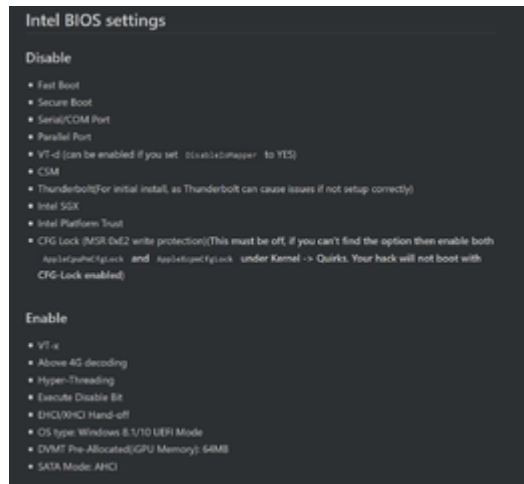 Intel BIOS settings
Disable
• Fast Boot
• Secure Boot
• Serial/COM Port
• Parallel Port
• VT-d (can be enabled if you set DisableIoMapper to YES)
• CSM
• Thunderbolt(For initial install, as Thunderbolt can cause issues if not setup correctly)
• Intel SGX
• Intel Platform Trust
• CFG Lock (MSR 0xE2 write protection)(This must be off, if you can't find the option then enable both
AppleCpuPmCfgLock and AppleXcpmCfgLock under Kernel -> Quirks. Your hack will not boot with
CFG-Lock enabled)
Enable
• VT-x
• Above 4G decoding
• Hyper-Threading
• Execute Disable Bit
• EHCI/XHCI Hand-off
• OS type: Windows 8.1/10 UEFI Mode
• DVMT Pre-Allocated(iGPU Memory): 64MB
• SATA Mode: AHCI